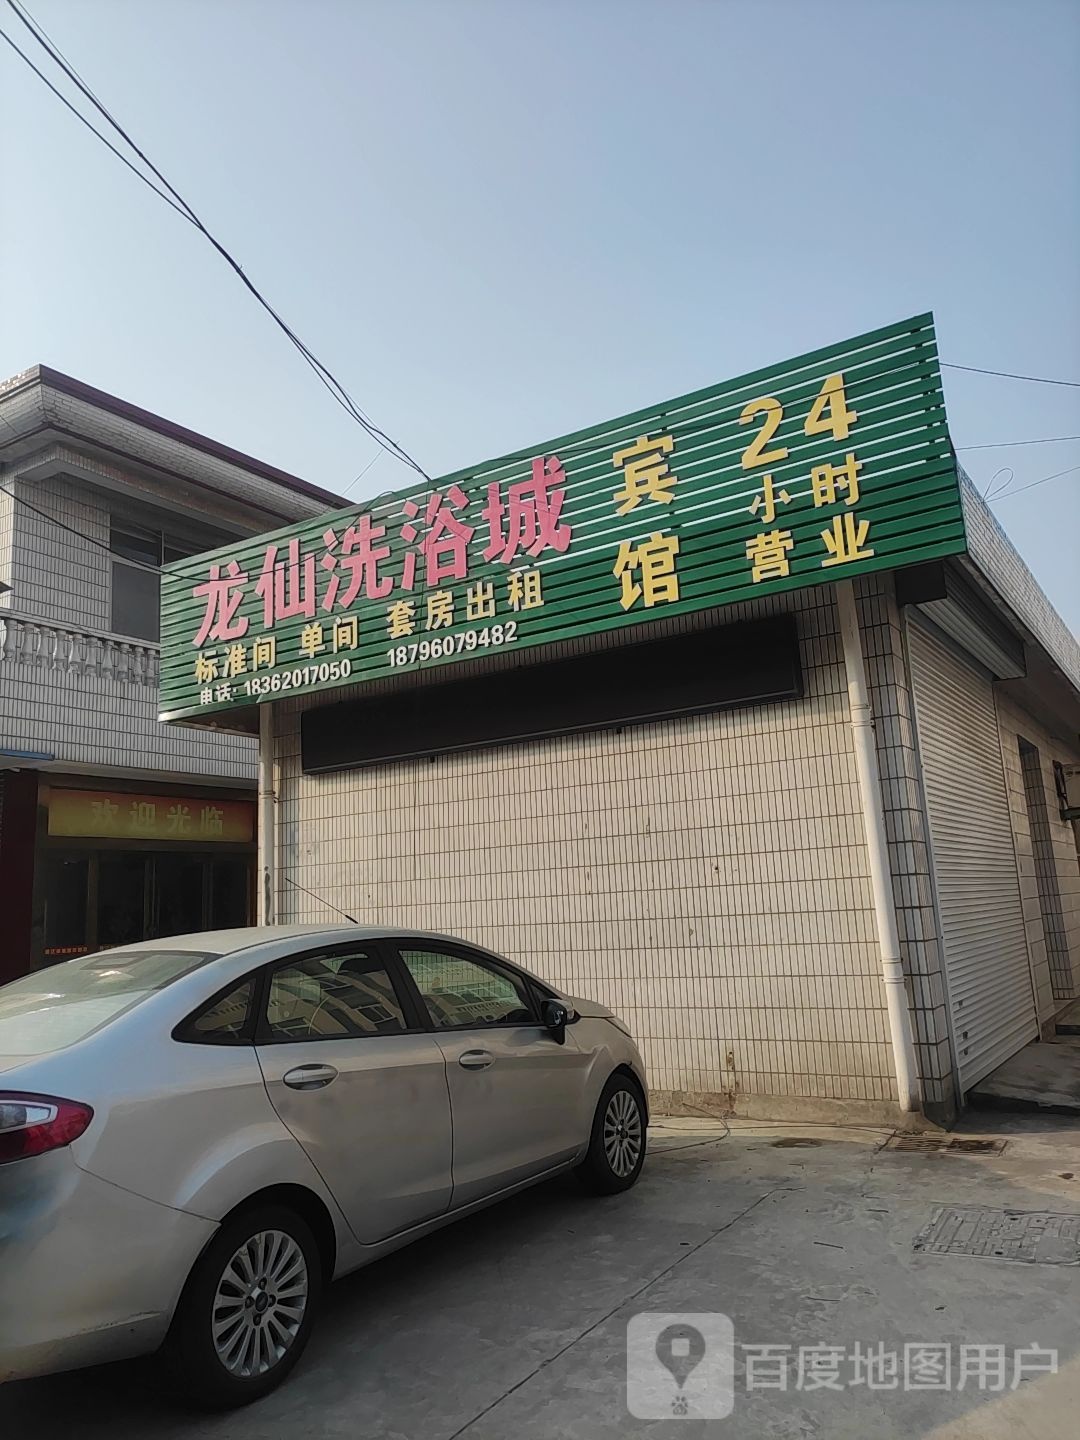 龙仙洗浴城
宾馆
24
小时
营业
标准间 单间 套房出租
电话: 18362017050 18796079482
欢迎光临
百度地图用户